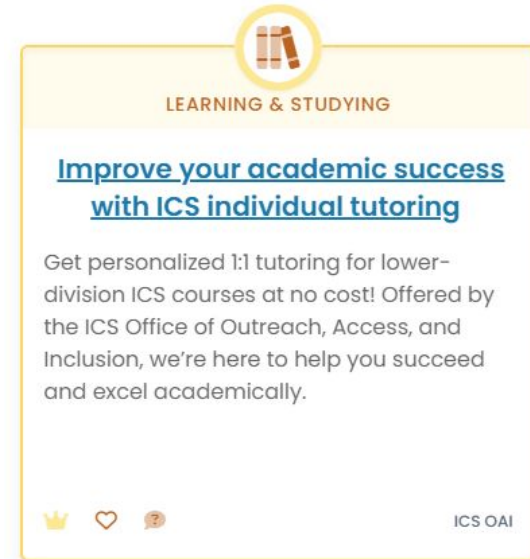 LEARNING & STUDYING
Improve your academic success
with ICS individual tutoring
Get personalized 1:1 tutoring for lower-
division ICS courses at no cost! Offered by
the ICS Office of Outreach, Access, and
Inclusion, we’re here to help you succeed
and excel academically.
?
ICS OAI